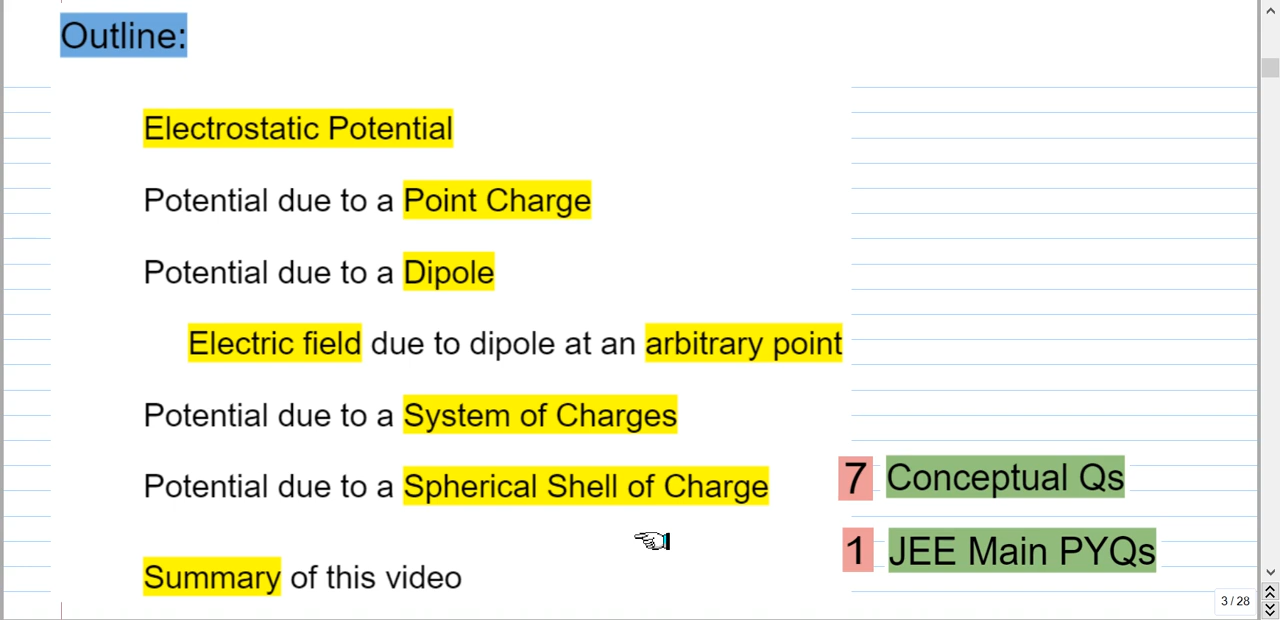 Outline:
Electrostatic Potential
Potential due to a Point Charge
Potential due to a Dipole
Electric field due to dipole at an arbitrary point
Potential due to a System of Charges
Potential due to a Spherical Shell of Charge
7 Conceptual Qs
1 JEE Main PYQs
Summary of this video
3 / 28